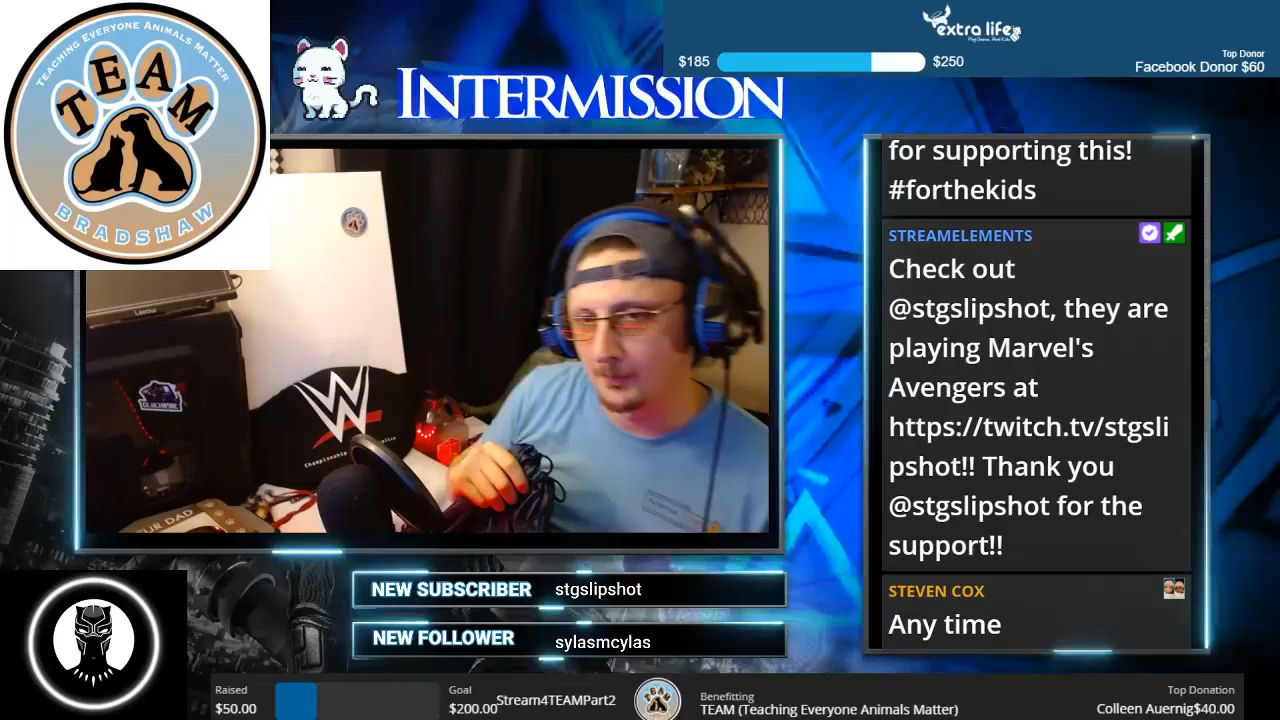 TEACHING EVERYONE ANIMALS MATTER
TEAM
BRADSHAW
INTERMISSION
extra life
$185
$250
Top Donor
Facebook Donor $60
for supporting this!
#forthekids
STREAMELEMENTS
Check out
@stgslipshot, they are
playing Marvel's
Avengers at
https://twitch.tv/stgsli
pshot!! Thank you
@stgslipshot for the
support!!
STEVEN COX
Any time
W
Championship
UR DAD
NEW SUBSCRIBER stgslipshot
NEW FOLLOWER sylasmcylas
Raised
$50.00
Goal
$200.00
Stream4TEAMPart2
Benefitting
TEAM (Teaching Everyone Animals Matter)
Top Donation
Colleen Auernig$40.00